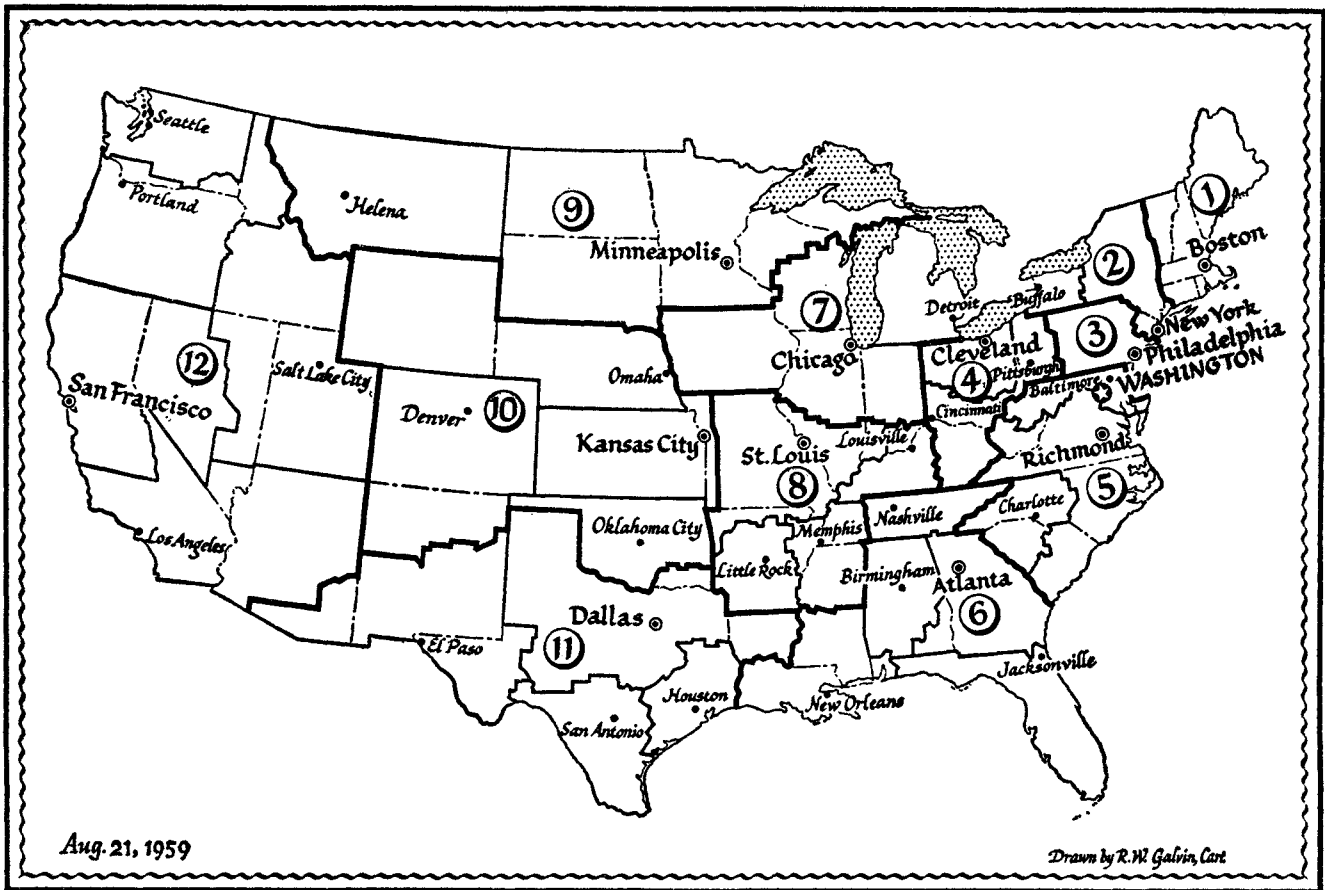 Seattle
Portland
Helena
9
Minneapolis
1
Boston
2
Detroit
Buffalo
7
New York
3
Philadelphia
Chicago
Cleveland
12
Salt Lake City
Omaha
4
Pittsburgh
Baltimore
WASHINGTON
San Francisco
Denver
10
Cincinnati
Kansas City
St. Louis
Louisville
Richmond
8
5
Los Angeles
Oklahoma City
Memphis
Nashville
Charlotte
Little Rock
Birmingham
Atlanta
Dallas
6
El Paso
11
Jacksonville
Houston
New Orleans
San Antonio
Aug. 21, 1959
Drawn by R.W. Galvin, Cart